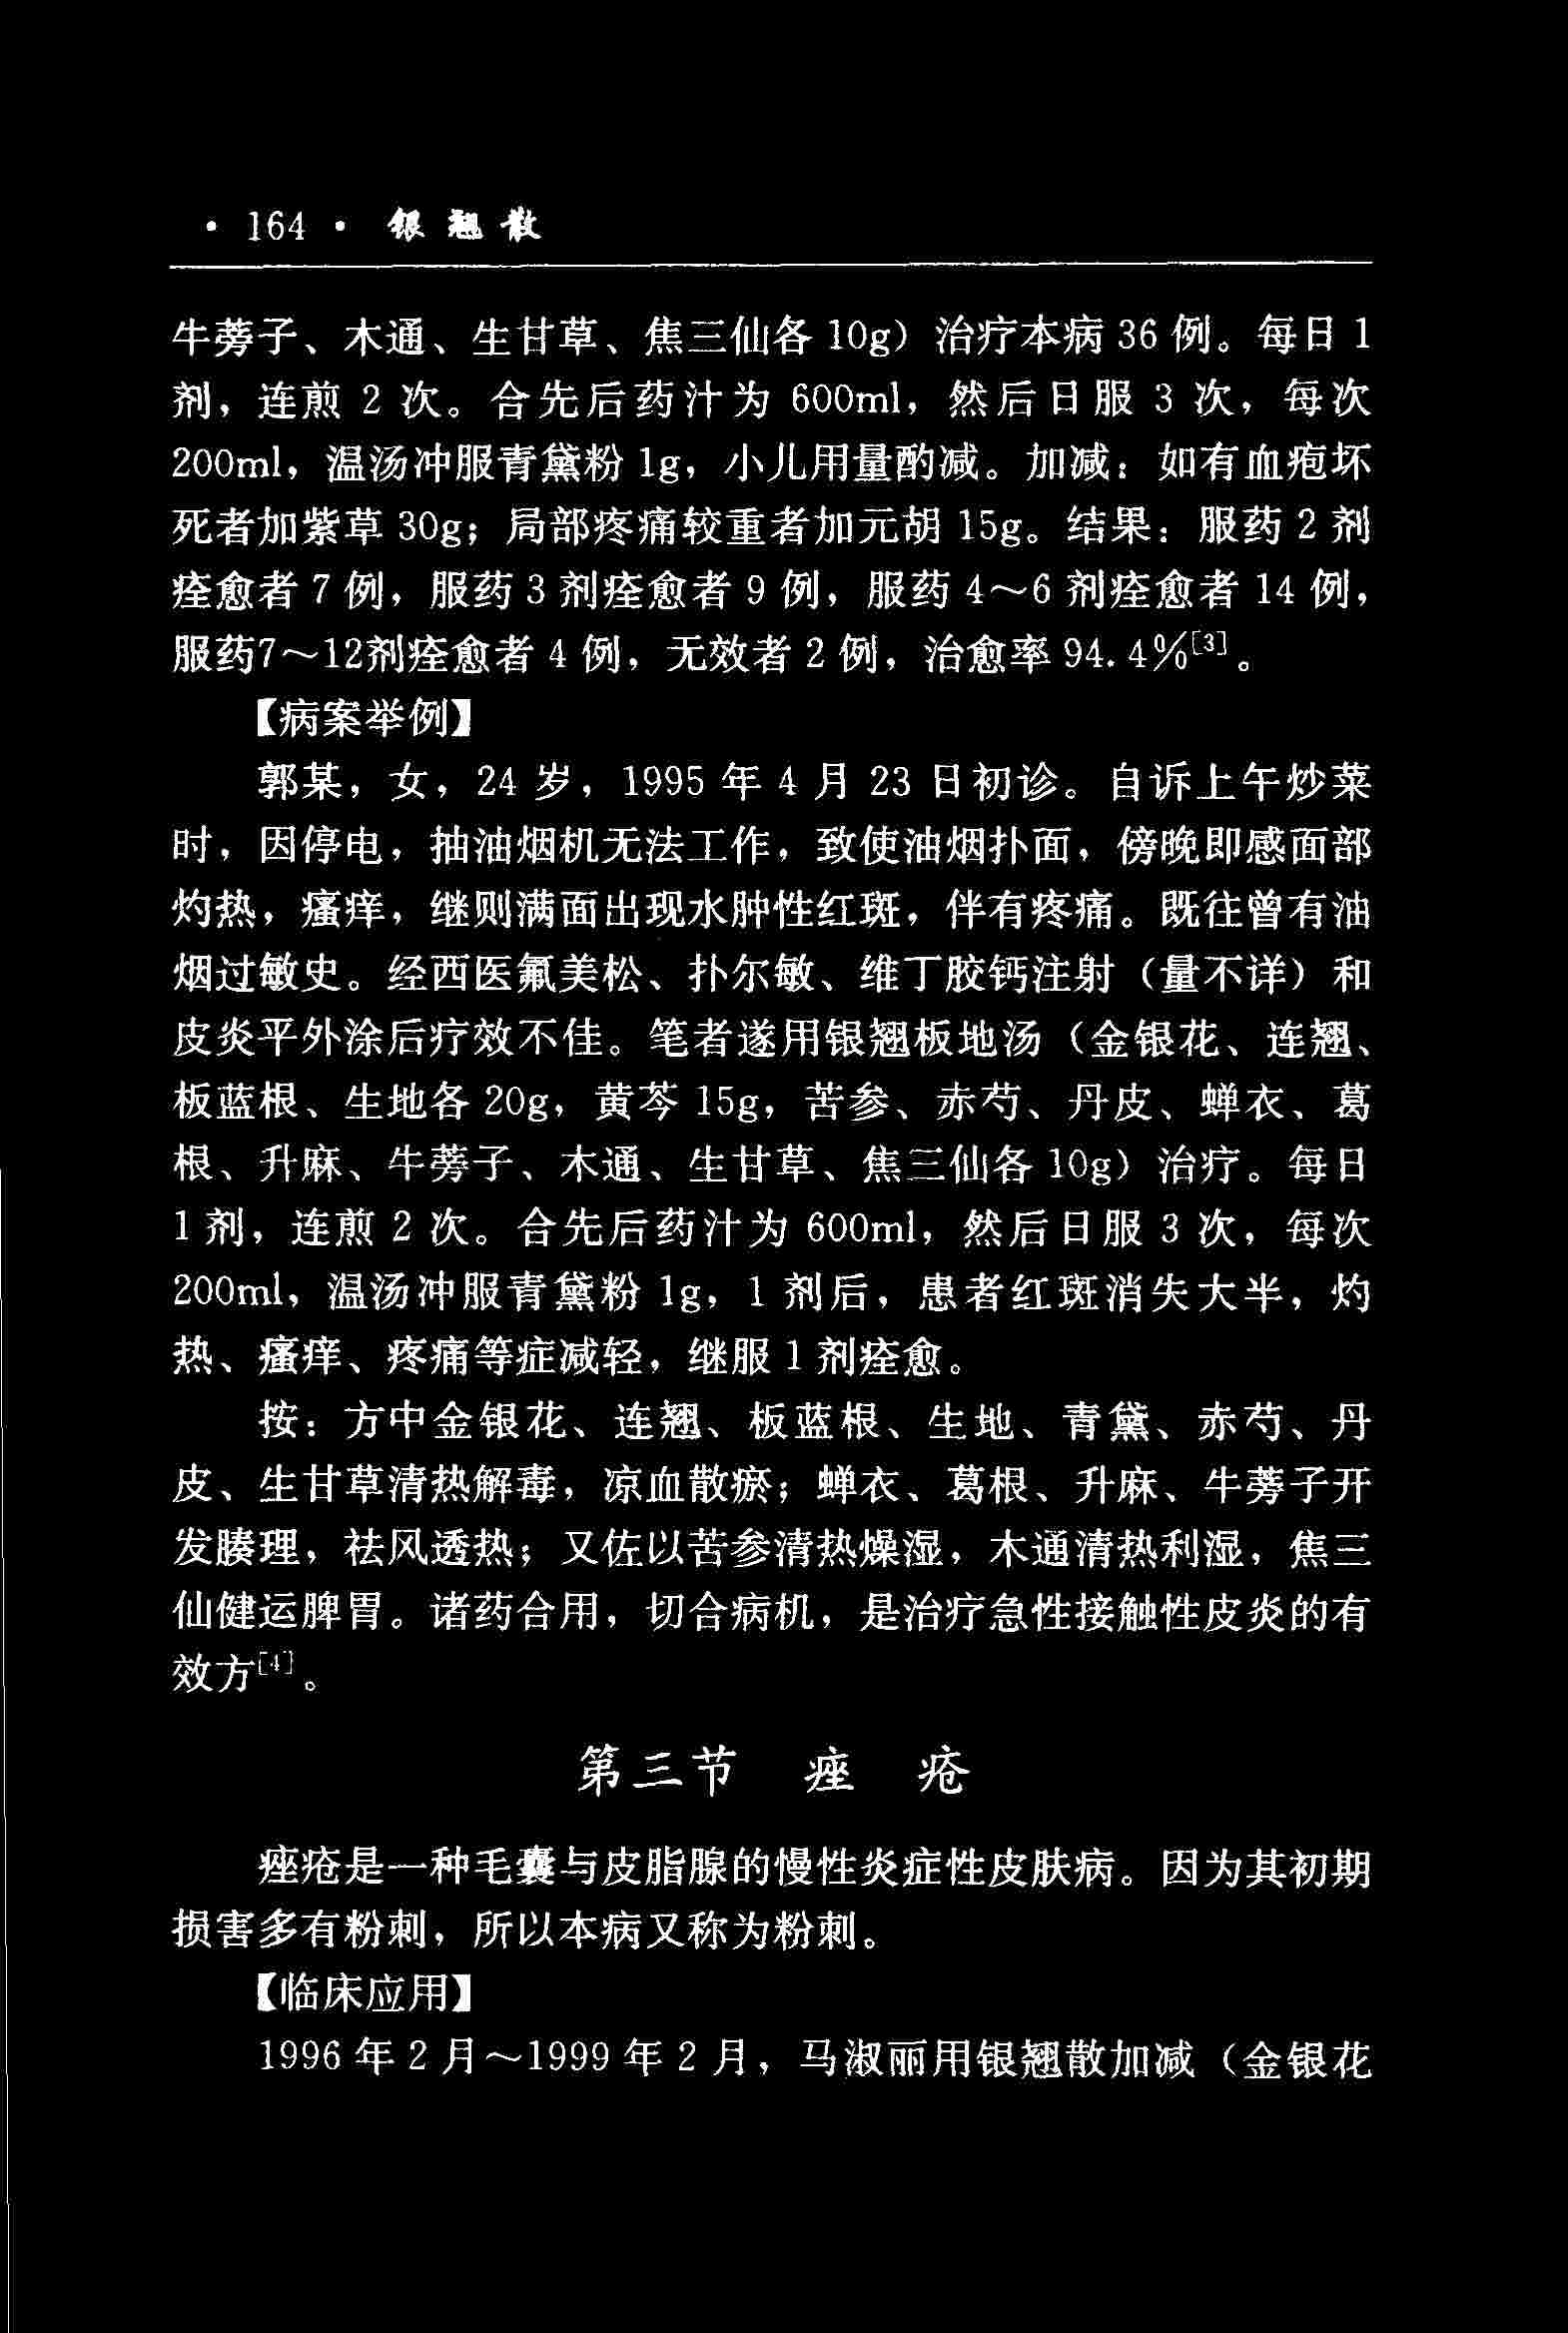 · 164 · 银翘散
牛蒡子、木通、生甘草、焦三仙各 10g）治疗本病 36 例。每日 1
剂，连煎 2 次。合先后药汁为 600ml，然后日服 3 次，每次
200ml，温汤冲服青黛粉 1g，小儿用量酌减。加减：如有血疱坏
死者加紫草 30g；局部疼痛较重者加元胡 15g。结果：服药 2 剂
痊愈者 7 例，服药 3 剂痊愈者 9 例，服药 4～6 剂痊愈者 14 例，
服药7～12剂痊愈者 4 例，无效者 2 例，治愈率 94.4%[3]。
【病案举例】
郭某，女，24 岁，1995 年 4 月 23 日初诊。自诉上午炒菜
时，因停电，抽油烟机无法工作，致使油烟扑面，傍晚即感面部
灼热，瘙痒，继则满面出现水肿性红斑，伴有疼痛。既往曾有油
烟过敏史。经西医氟美松、扑尔敏、维丁胶钙注射（量不详）和
皮炎平外涂后疗效不佳。笔者遂用银翘板地汤（金银花、连翘、
板蓝根、生地各 20g，黄芩 15g，苦参、赤芍、丹皮、蝉衣、葛
根、升麻、牛蒡子、木通、生甘草、焦三仙各 10g）治疗。每日
1 剂，连煎 2 次。合先后药汁为 600ml，然后日服 3 次，每次
200ml，温汤冲服青黛粉 1g，1 剂后，患者红斑消失大半，灼
热、瘙痒、疼痛等症减轻，继服 1 剂痊愈。
按：方中金银花、连翘、板蓝根、生地、青黛、赤芍、丹
皮、生甘草清热解毒，凉血散瘀；蝉衣、葛根、升麻、牛蒡子开
发腠理，祛风透热；又佐以苦参清热燥湿，木通清热利湿，焦三
仙健运脾胃。诸药合用，切合病机，是治疗急性接触性皮炎的有
效方[4]。
第三节 痤 疮
痤疮是一种毛囊与皮脂腺的慢性炎症性皮肤病。因为其初期
损害多有粉刺，所以本病又称为粉刺。
【临床应用】
1996 年 2 月～1999 年 2 月，马淑丽用银翘散加减（金银花